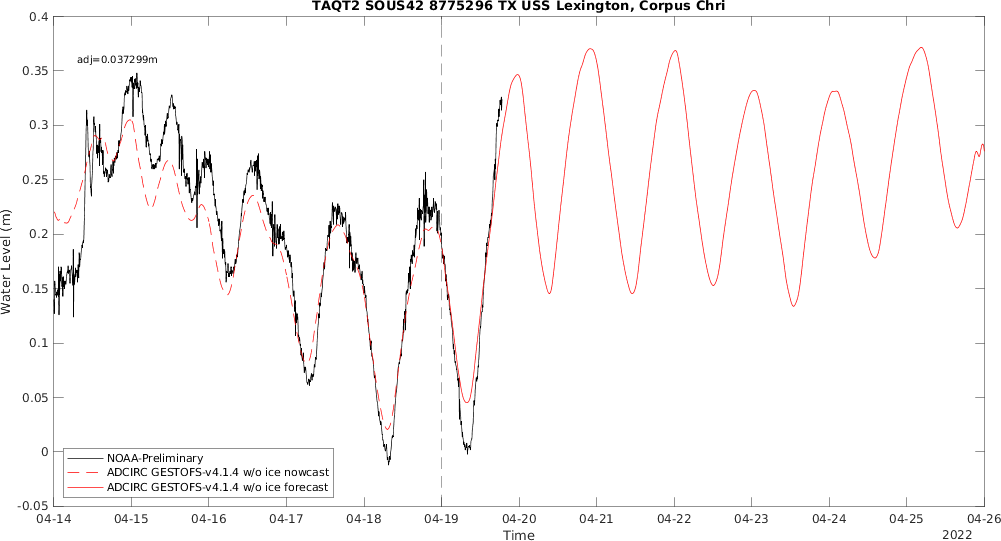 TAQT2 SOUS42 8775296 TX USS Lexington, Corpus Chri
adj=0.037299m
0.4
0.35
0.3
0.25
0.2
0.15
0.1
0.05
0
-0.05
Water Level (m)
NOAA-Preliminary
ADCIRC GESTOFS-v4.1.4 w/o ice nowcast
ADCIRC GESTOFS-v4.1.4 w/o ice forecast
04-14 04-15 04-16 04-17 04-18 04-19 04-20 04-21 04-22 04-23 04-24 04-25 04-26
Time
2022